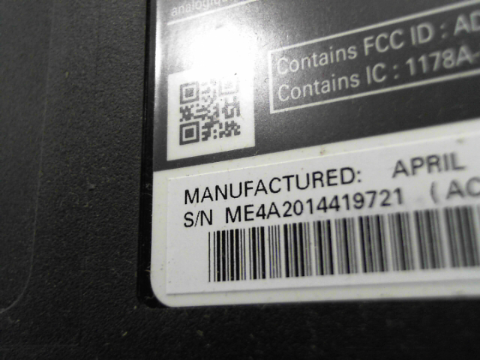 Contains FCC ID : AD
Contains IC : 1178A-
MANUFACTURED: APRIL
S/N ME4A2014419721 (AC